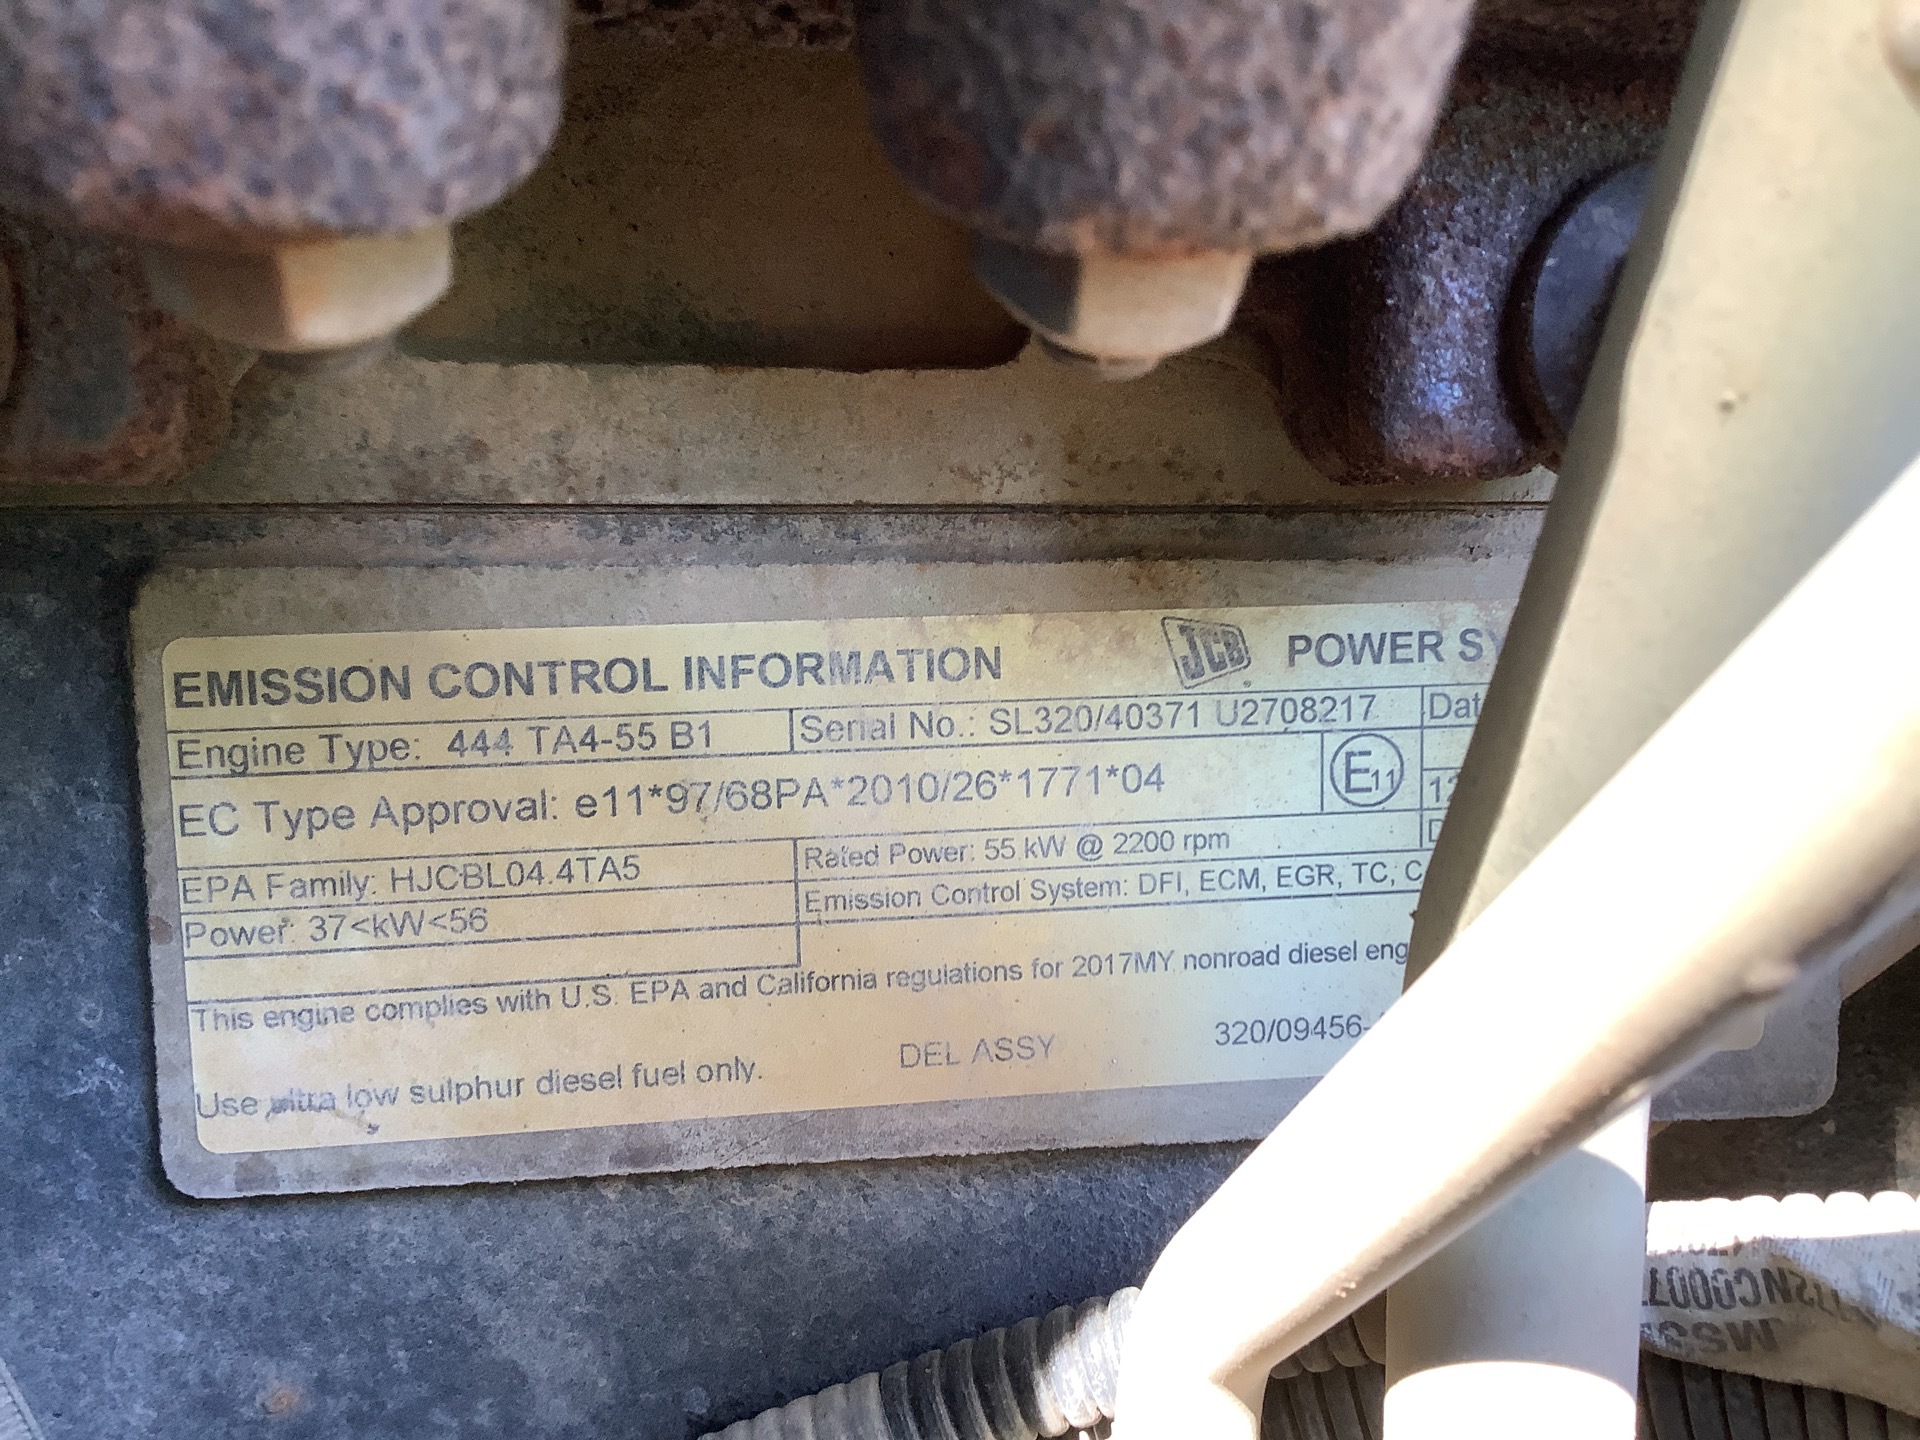 EMISSION CONTROL INFORMATION JCB POWER SY
Engine Type: 444 TA4-55 B1 Serial No.: SL320/40371 U2708217 Dat
EC Type Approval: e11*97/68PA*2010/26*1771*04 E11
EPA Family: HJCBL04.4TA5 Rated Power: 55 kW @ 2200 rpm
Power: 37<kW<56 Emission Control System: DFI, ECM, EGR, TC, C
This engine complies with U.S. EPA and California regulations for 2017MY nonroad diesel eng
Use ultra low sulphur diesel fuel only. DEL ASSY 320/09456-